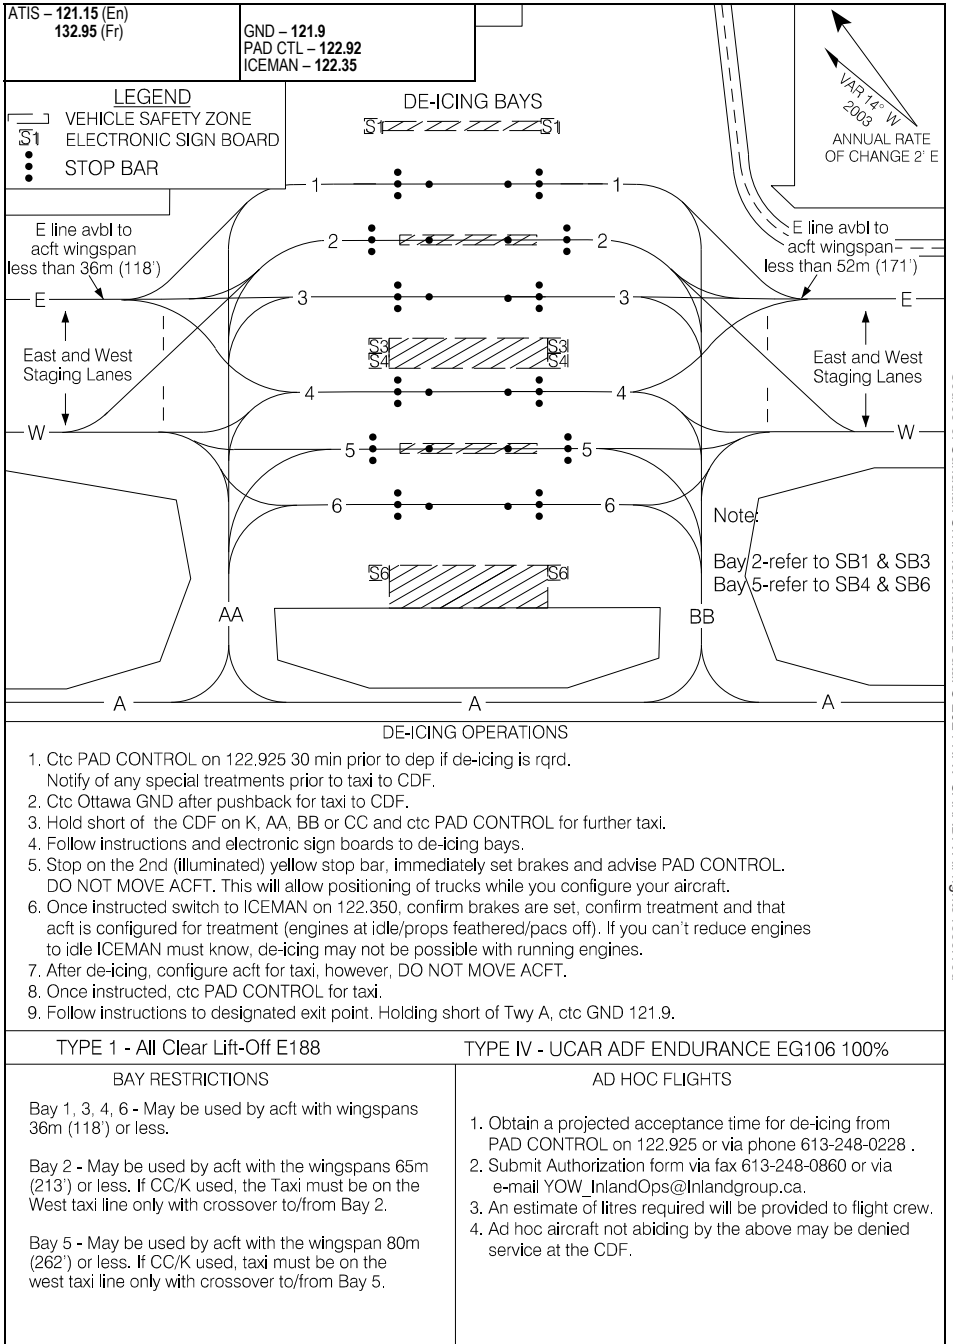 ATIS – 121.15 (En)
132.95 (Fr)
GND – 121.9
PAD CTL – 122.92
ICEMAN – 122.35
LEGEND
VEHICLE SAFETY ZONE
S1 ELECTRONIC SIGN BOARD
STOP BAR
DE-ICING BAYS
S1 S1
VAR 14° W
2003
ANNUAL RATE
OF CHANGE 2' E
1 1
E line avbl to
acft wingspan
less than 36m (118')
2 2
E line avbl to
acft wingspan
less than 52m (171')
E 3 3 E
East and West
Staging Lanes
S3 S3
S4 S4
East and West
Staging Lanes
4 4
W W
5 5
6 6
Note:
Bay 2-refer to SB1 & SB3
Bay 5-refer to SB4 & SB6
S6 S6
AA BB
A A A
DE-ICING OPERATIONS
1. Ctc PAD CONTROL on 122.925 30 min prior to dep if de-icing is rqrd.
Notify of any special treatments prior to taxi to CDF.
2. Ctc Ottawa GND after pushback for taxi to CDF.
3. Hold short of the CDF on K, AA, BB or CC and ctc PAD CONTROL for further taxi.
4. Follow instructions and electronic sign boards to de-icing bays.
5. Stop on the 2nd (illuminated) yellow stop bar, immediately set brakes and advise PAD CONTROL.
DO NOT MOVE ACFT. This will allow positioning of trucks while you configure your aircraft.
6. Once instructed switch to ICEMAN on 122.350, confirm brakes are set, confirm treatment and that
acft is configured for treatment (engines at idle/props feathered/pacs off). If you can't reduce engines
to idle ICEMAN must know, de-icing may not be possible with running engines.
7. After de-icing, configure acft for taxi, however, DO NOT MOVE ACFT.
8. Once instructed, ctc PAD CONTROL for taxi.
9. Follow instructions to designated exit point. Holding short of Twy A, ctc GND 121.9.
TYPE 1 - All Clear Lift-Off E188
TYPE IV - UCAR ADF ENDURANCE EG106 100%
BAY RESTRICTIONS
Bay 1, 3, 4, 6 - May be used by acft with wingspans
36m (118') or less.
Bay 2 - May be used by acft with the wingspans 65m
(213') or less. If CC/K used, the Taxi must be on the
West taxi line only with crossover to/from Bay 2.
Bay 5 - May be used by acft with the wingspan 80m
(262') or less. If CC/K used, taxi must be on the
west taxi line only with crossover to/from Bay 5.
AD HOC FLIGHTS
1. Obtain a projected acceptance time for de-icing from
PAD CONTROL on 122.925 or via phone 613-248-0228 .
2. Submit Authorization form via fax 613-248-0860 or via
e-mail YOW_InlandOps@Inlandgroup.ca.
3. An estimate of litres required will be provided to flight crew.
4. Ad hoc aircraft not abiding by the above may be denied
service at the CDF.